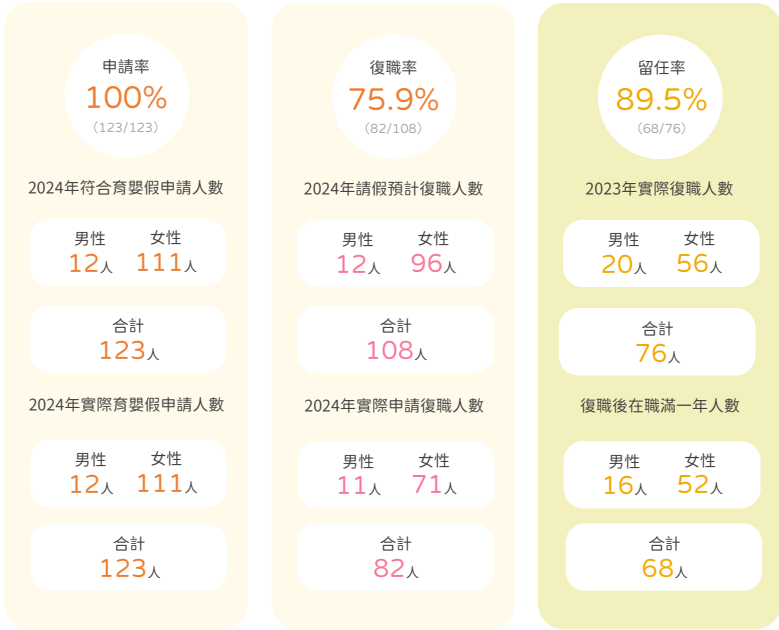 申請率
100%
（123/123）
2024年符合育嬰假申請人數
男性 女性
12人 111人
合計
123人
2024年實際育嬰假申請人數
男性 女性
12人 111人
合計
123人
復職率
75.9%
（82/108）
2024年請假預計復職人數
男性 女性
12人 96人
合計
108人
2024年實際申請復職人數
男性 女性
11人 71人
合計
82人
留任率
89.5%
（68/76）
2023年實際復職人數
男性 女性
20人 56人
合計
76人
復職後在職滿一年人數
男性 女性
16人 52人
合計
68人